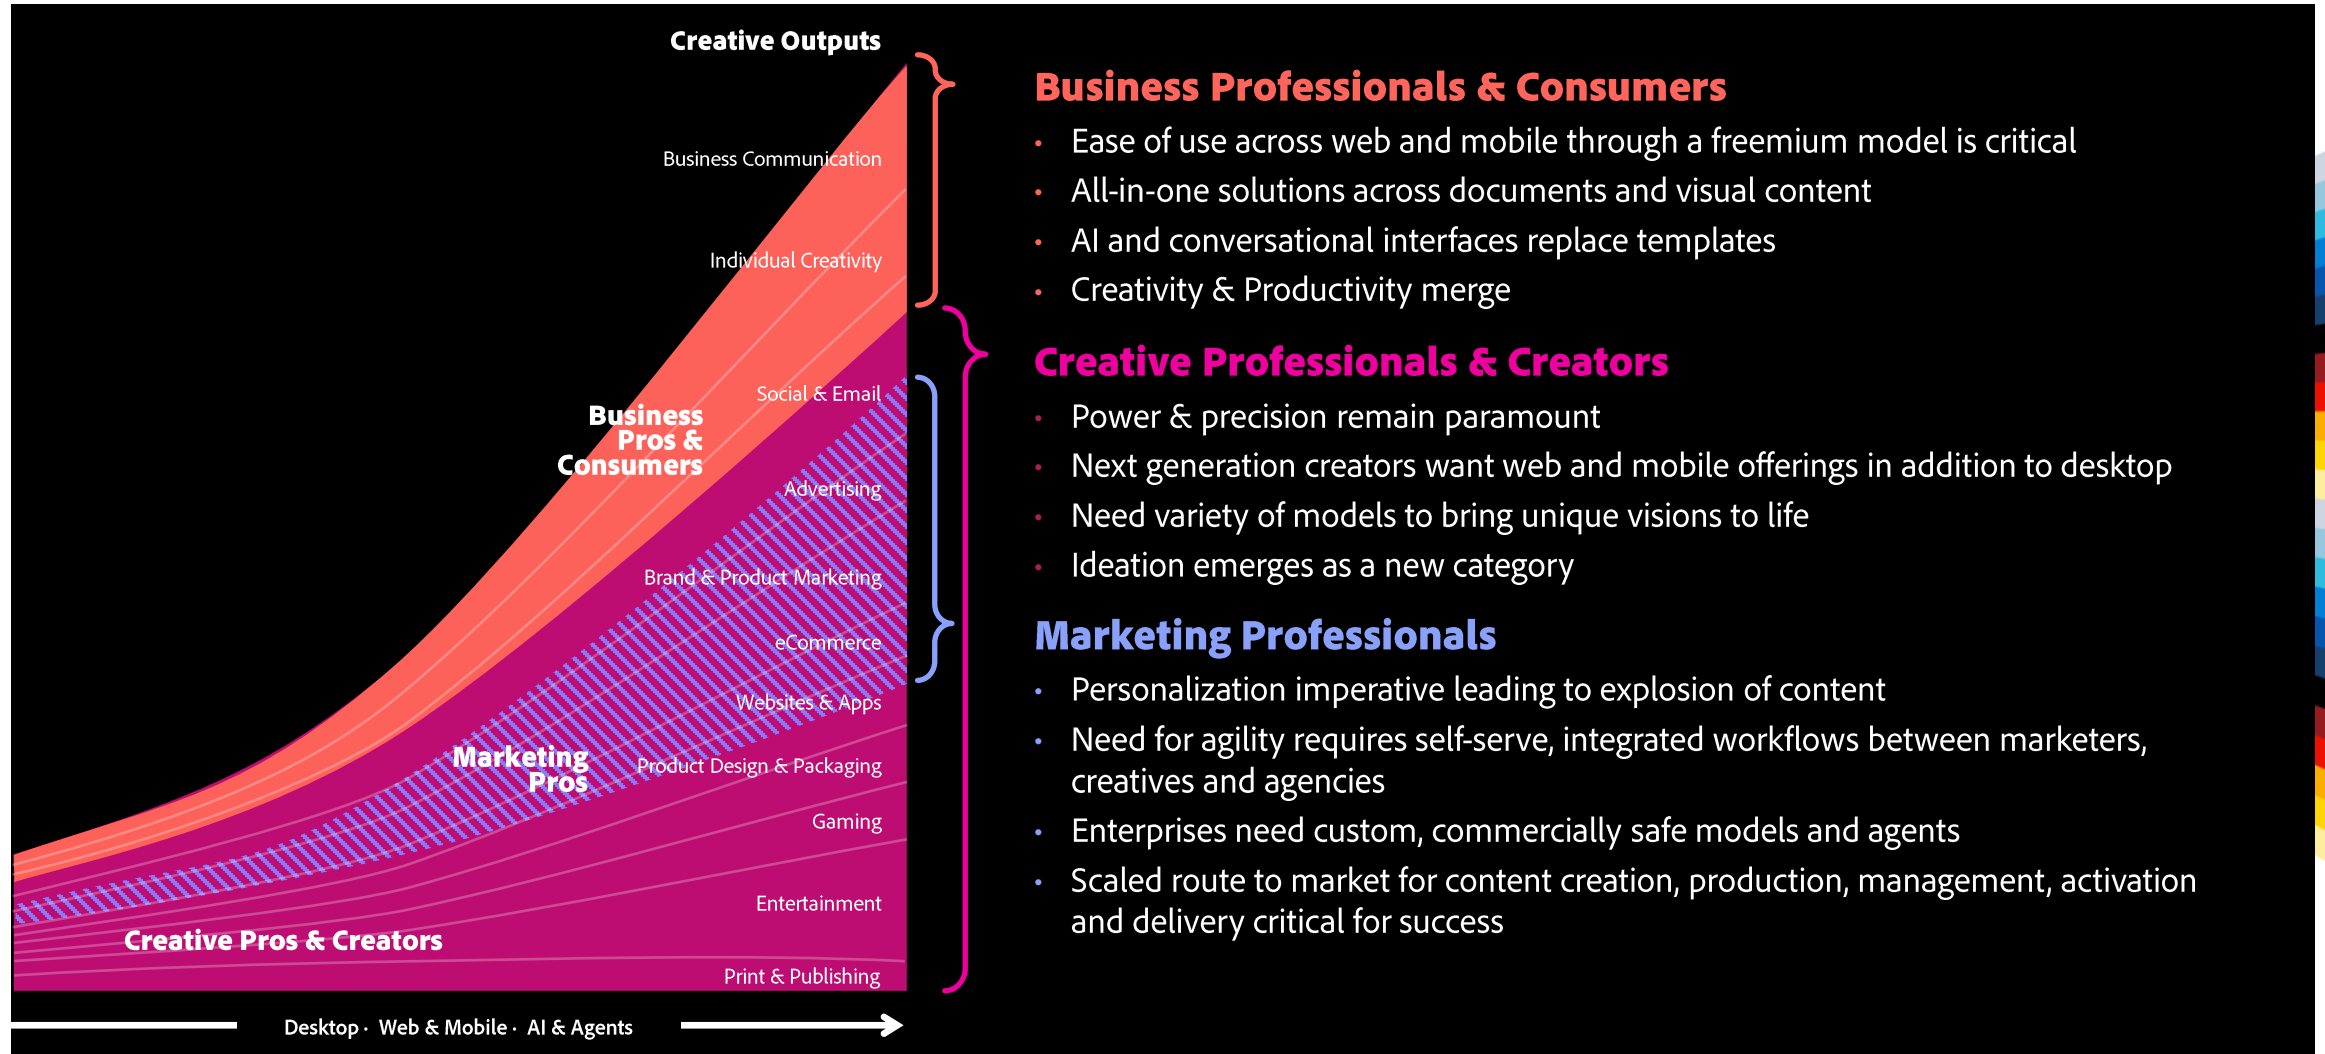 Creative Outputs
Business Communication
Individual Creativity
Social & Email
Business
Pros &
Consumers
Advertising
Brand & Product Marketing
eCommerce
Websites & Apps
Marketing
Pros
Product Design & Packaging
Gaming
Entertainment
Creative Pros & Creators
Print & Publishing
Desktop · Web & Mobile · AI & Agents
Business Professionals & Consumers
• Ease of use across web and mobile through a freemium model is critical
• All-in-one solutions across documents and visual content
• AI and conversational interfaces replace templates
• Creativity & Productivity merge
Creative Professionals & Creators
• Power & precision remain paramount
• Next generation creators want web and mobile offerings in addition to desktop
• Need variety of models to bring unique visions to life
• Ideation emerges as a new category
Marketing Professionals
• Personalization imperative leading to explosion of content
• Need for agility requires self-serve, integrated workflows between marketers,
creatives and agencies
• Enterprises need custom, commercially safe models and agents
• Scaled route to market for content creation, production, management, activation
and delivery critical for success